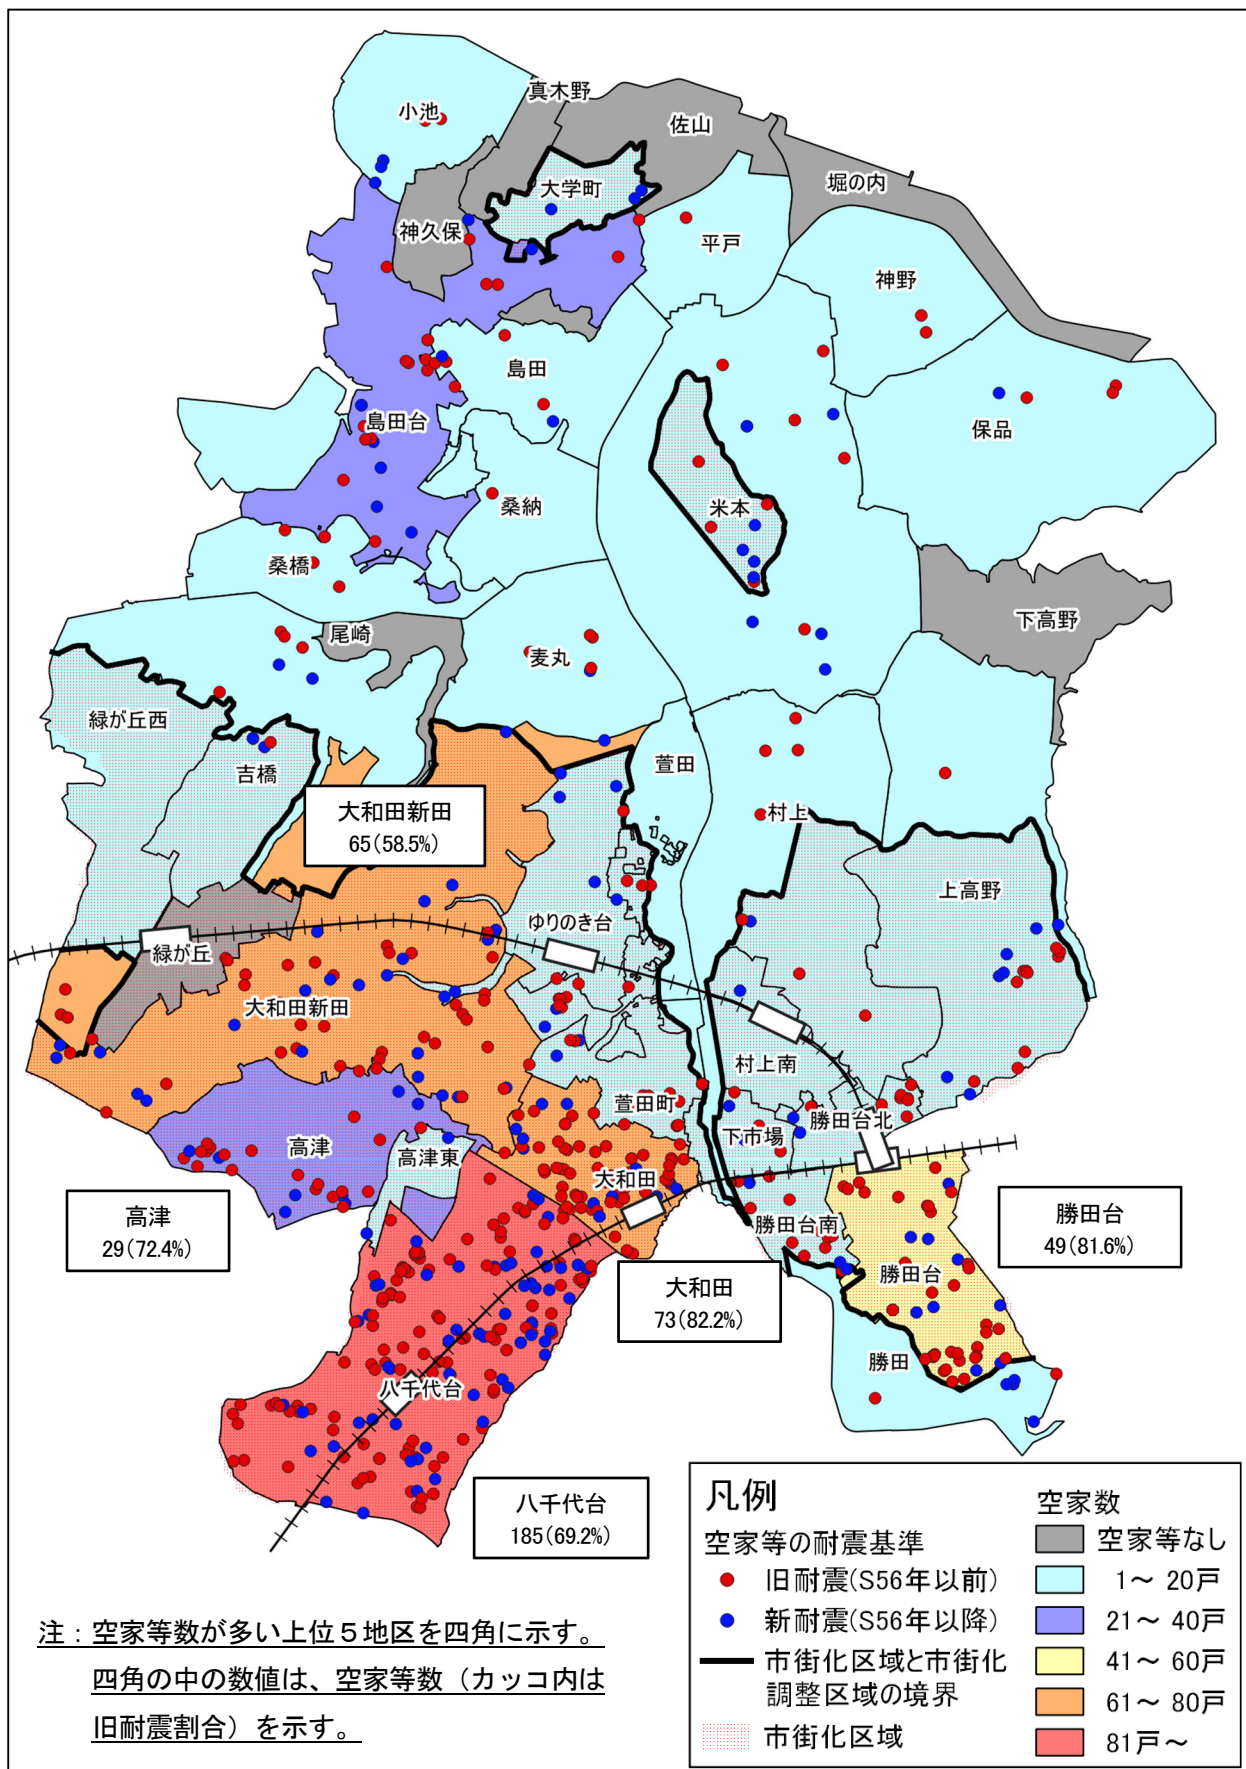 真木野
小池
佐山
大学町
堀の内
神久保
平戸
神野
島田
島田台
保品
桑納
米本
桑橋
下高野
尾崎
麦丸
緑が丘西
吉橋
萱田
大和田新田
65(58.5%)
村上
上高野
ゆりのき台
緑が丘
大和田新田
村上南
萱田町
勝田台北
下市場
高津
高津東
大和田
高津
29(72.4%)
勝田台南
勝田台
49(81.6%)
勝田台
大和田
73(82.2%)
勝田
八千代台
八千代台
185(69.2%)
凡例
空家等の耐震基準
旧耐震(S56年以前)
新耐震(S56年以降)
市街化区域と市街化
調整区域の境界
市街化区域
空家数
空家等なし
1～ 20戸
21～ 40戸
41～ 60戸
61～ 80戸
81戸～
注：空家等数が多い上位５地区を四角に示す。
四角の中の数値は、空家等数（カッコ内は
旧耐震割合）を示す。